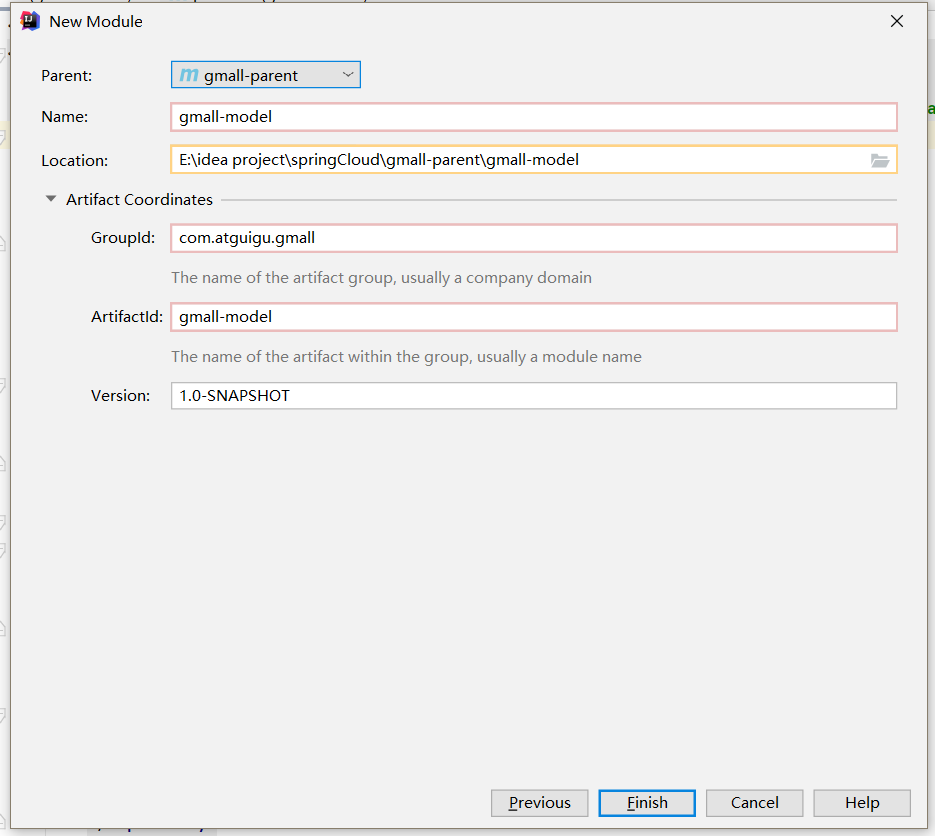 New Module
Parent: m gmall-parent
Name: gmall-model
Location: E:\idea project\springCloud\gmall-parent\gmall-model
Artifact Coordinates
GroupId: com.atguigu.gmall
The name of the artifact group, usually a company domain
ArtifactId: gmall-model
The name of the artifact within the group, usually a module name
Version: 1.0-SNAPSHOT
Previous Finish Cancel Help